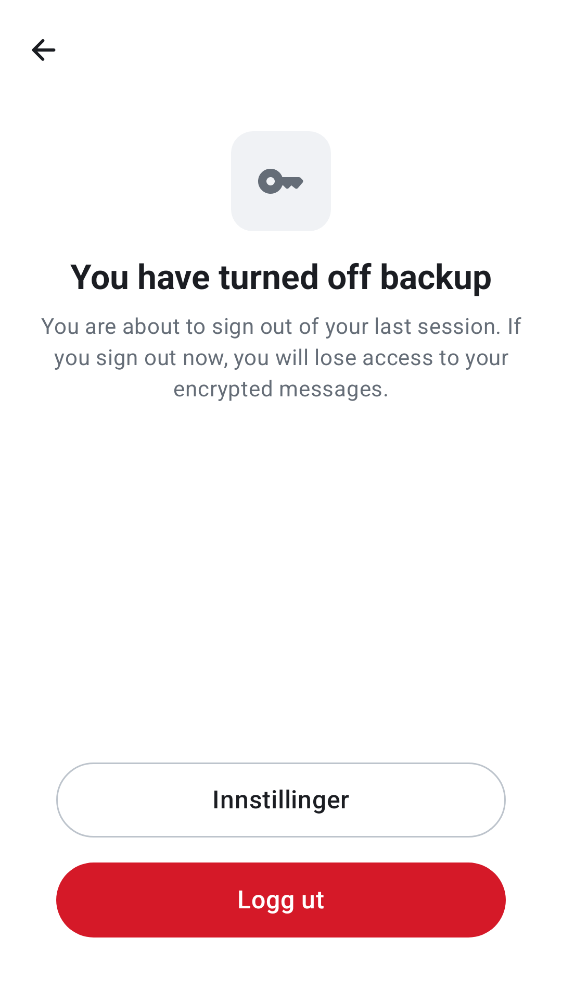 You have turned off backup
You are about to sign out of your last session. If
you sign out now, you will lose access to your
encrypted messages.
Innstillinger
Logg ut